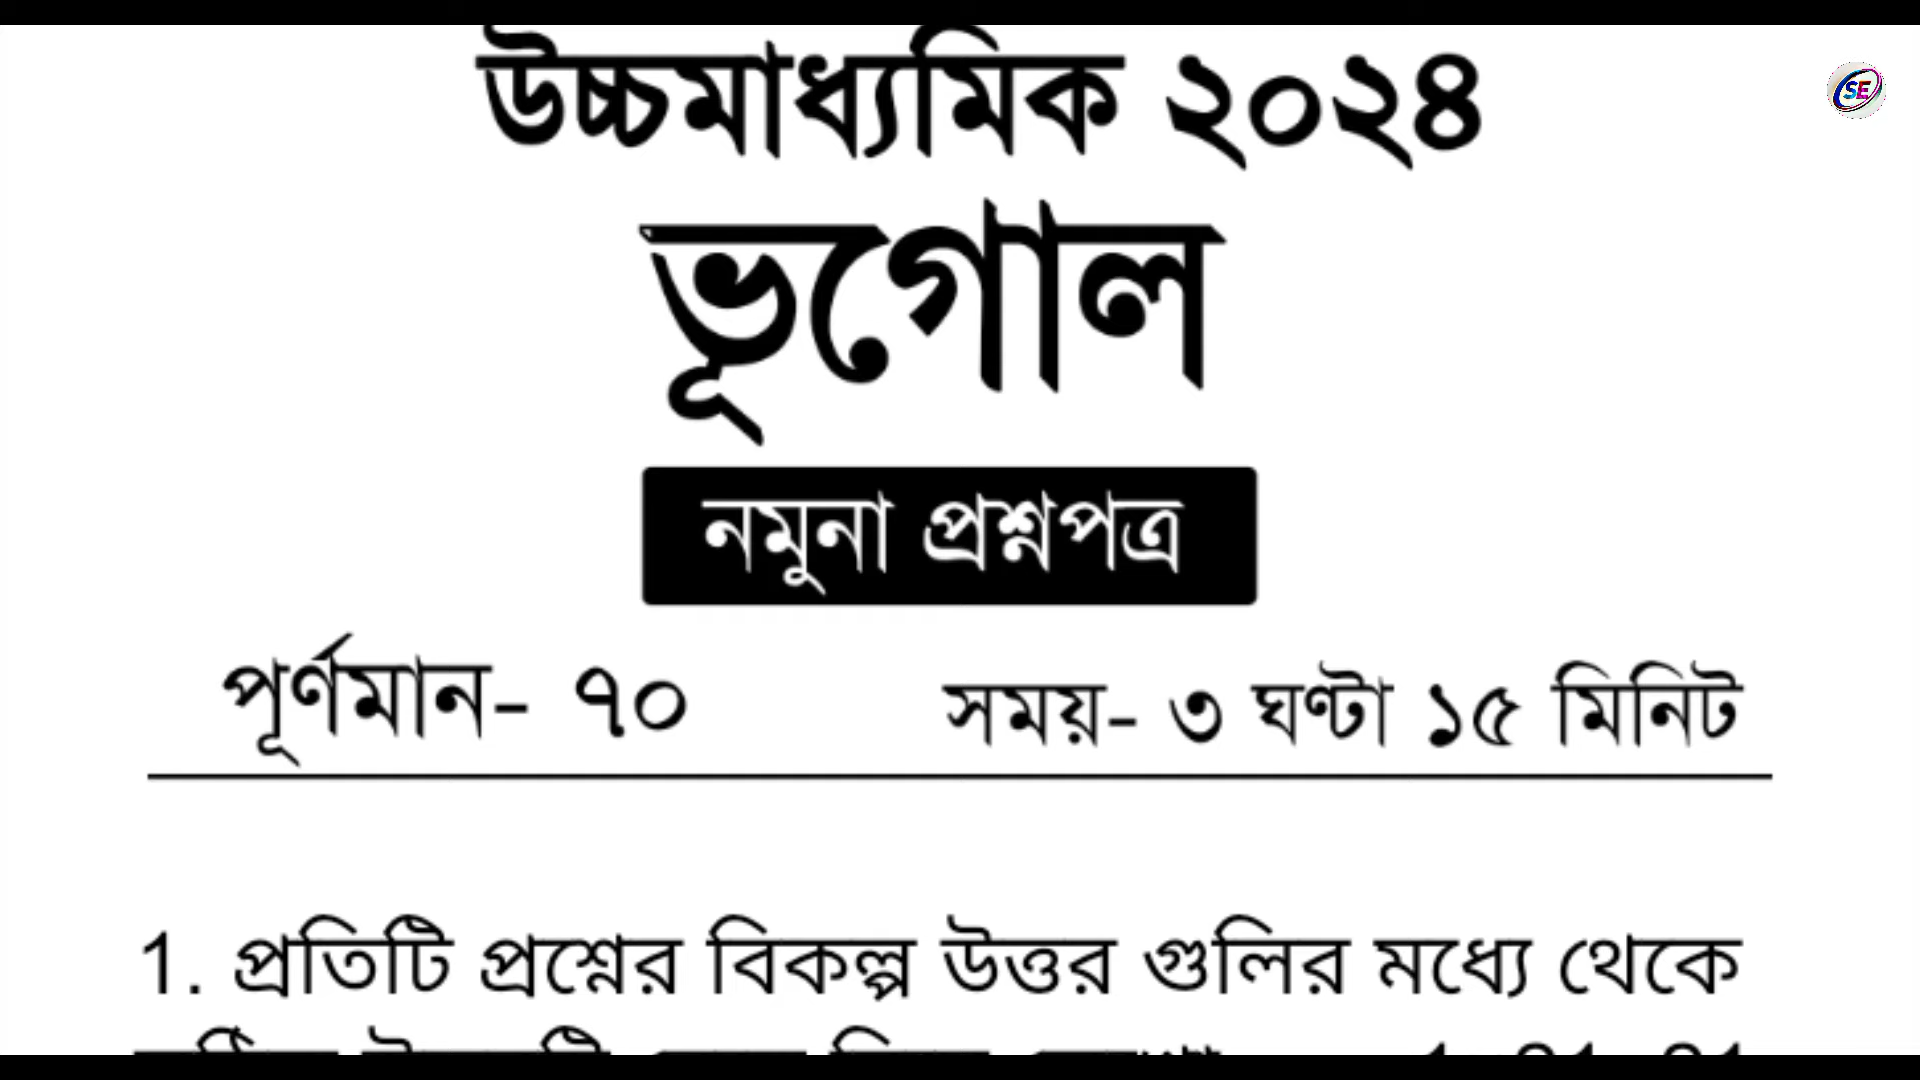 উচ্চমাধ্যমিক ২০২৪
SE
ভূগোল
নমুনা প্রশ্নপত্র
পূর্ণমান- ৭০ সময়- ৩ ঘণ্টা ১৫ মিনিট
1. প্রতিটি প্রশ্নের বিকল্প উত্তর গুলির মধ্যে থেকে